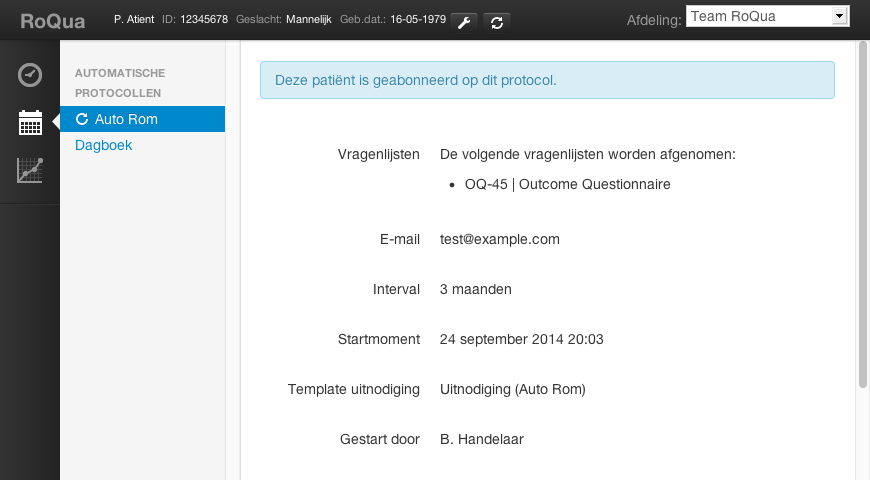 RoQua P. Atient ID: 12345678 Geslacht: Mannelijk Geb.dat.: 16-05-1979 Afdeling: Team RoQua
AUTOMATISCHE
PROTOCOLLEN
Auto Rom
Dagboek
Deze patiënt is geabonneerd op dit protocol.
Vragenlijsten De volgende vragenlijsten worden afgenomen:
• OQ-45 | Outcome Questionnaire
E-mail test@example.com
Interval 3 maanden
Startmoment 24 september 2014 20:03
Template uitnodiging Uitnodiging (Auto Rom)
Gestart door B. Handelaar